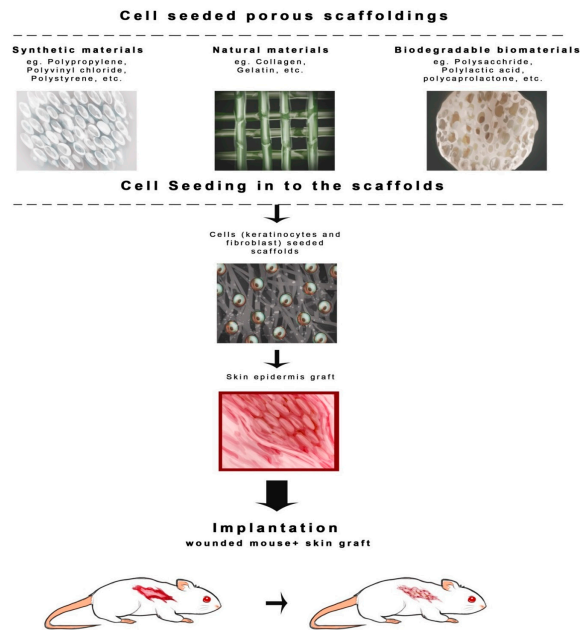 Cell seeded porous scaffoldings
Synthetic materials
eg. Polypropylene,
Polyvinyl chloride,
Polystyrene, etc.
Natural materials
eg. Collagen,
Gelatin, etc.
Biodegradable biomaterials
eg. Polysacchride,
Polylactic acid,
polycaprolactone, etc.
Cell Seeding in to the scaffolds
Cells (keratinocytes and
fibroblast) seeded
scaffolds
Skin epidermis graft
Implantation
wounded mouse+ skin graft